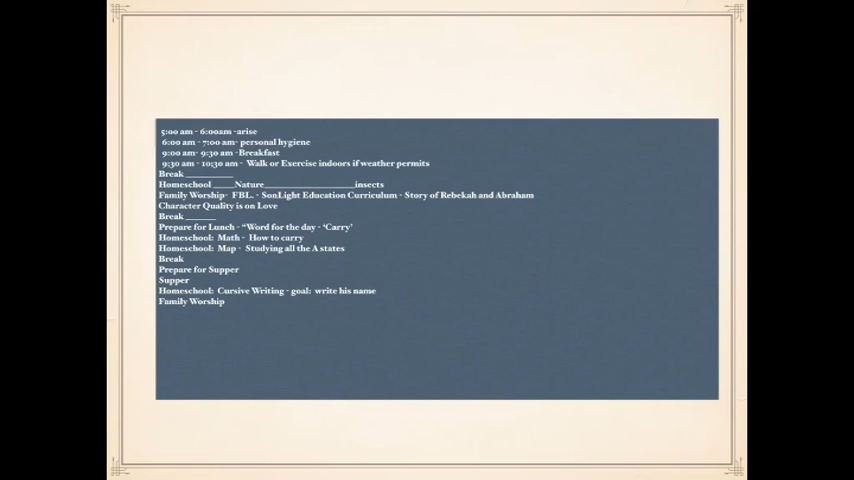 5:00 am - 6:00am -arise
6:00 am - 7:00 am- personal hygiene
9:00 am- 9:30 am -Breakfast
9:30 am - 10;30 am - Walk or Exercise indoors if weather permits
Break __________
Homeschool _____Nature____________________insects
Family Worship- FBL. - SonLight Education Curriculum - Story of Rebekah and Abraham
Character Quality is on Love
Break ______
Prepare for Lunch - “Word for the day - ‘Carry’
Homeschool: Math - How to carry
Homeschool: Map - Studying all the A states
Break
Prepare for Supper
Supper
Homeschool: Cursive Writing - goal: write his name
Family Worship